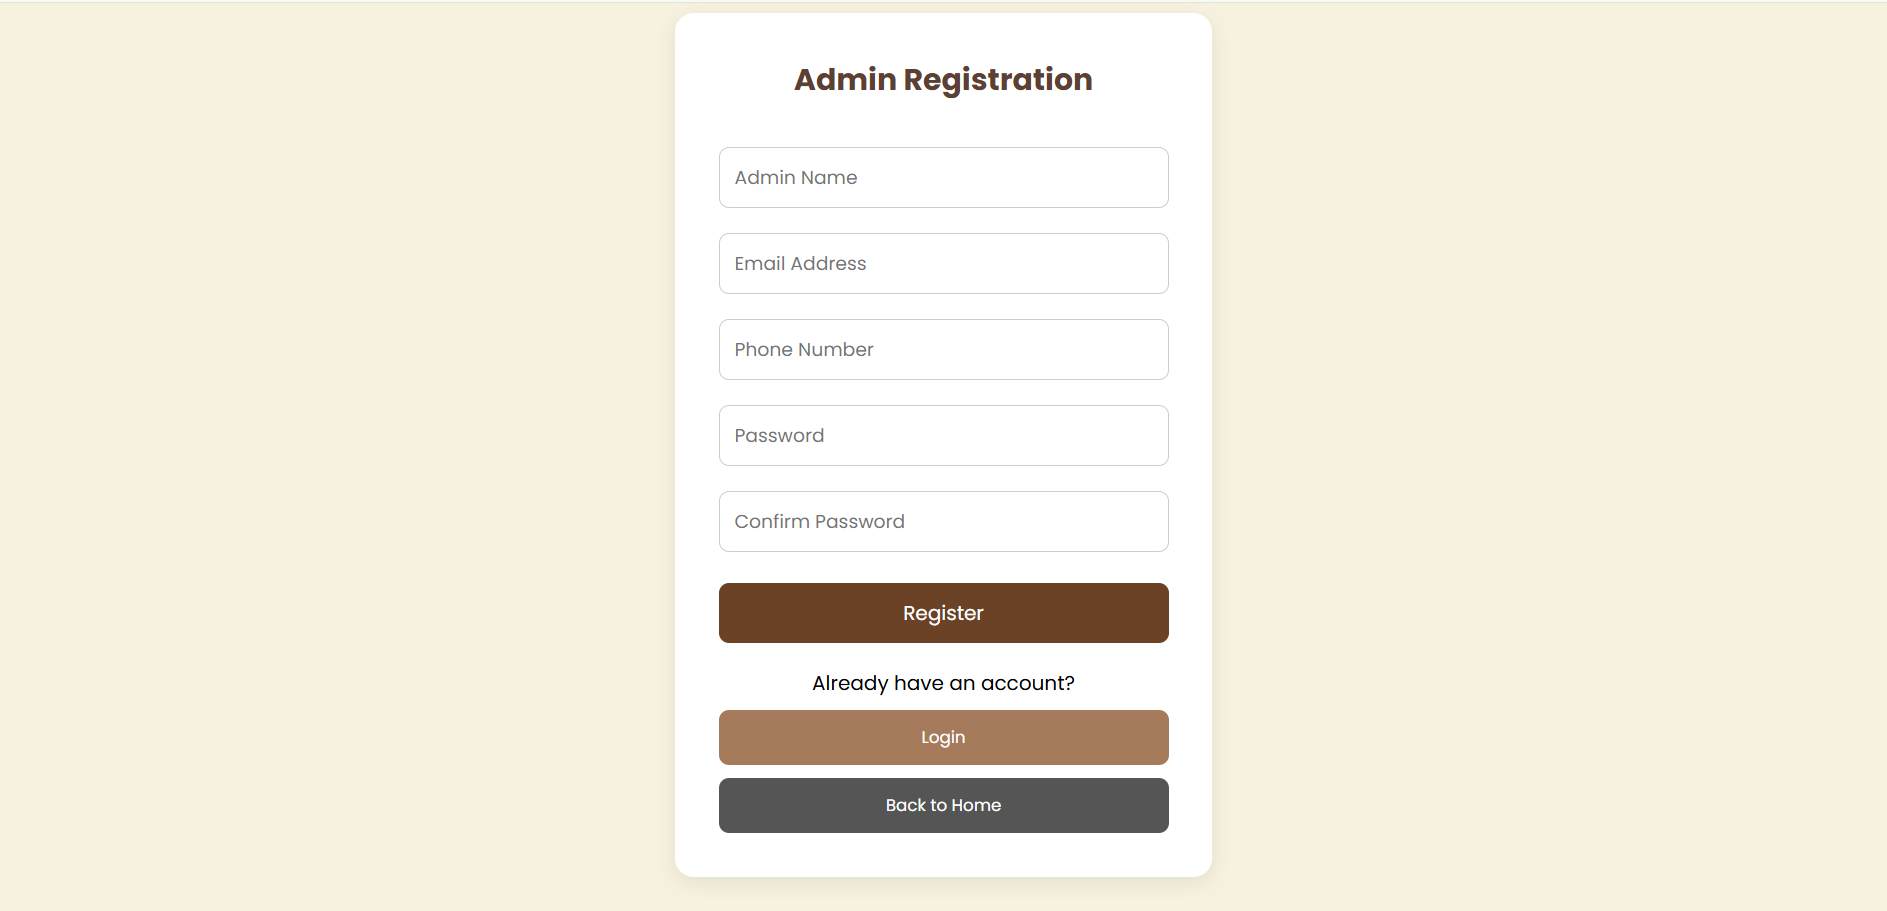 Admin Registration
Admin Name
Email Address
Phone Number
Password
Confirm Password
Register
Already have an account?
Login
Back to Home